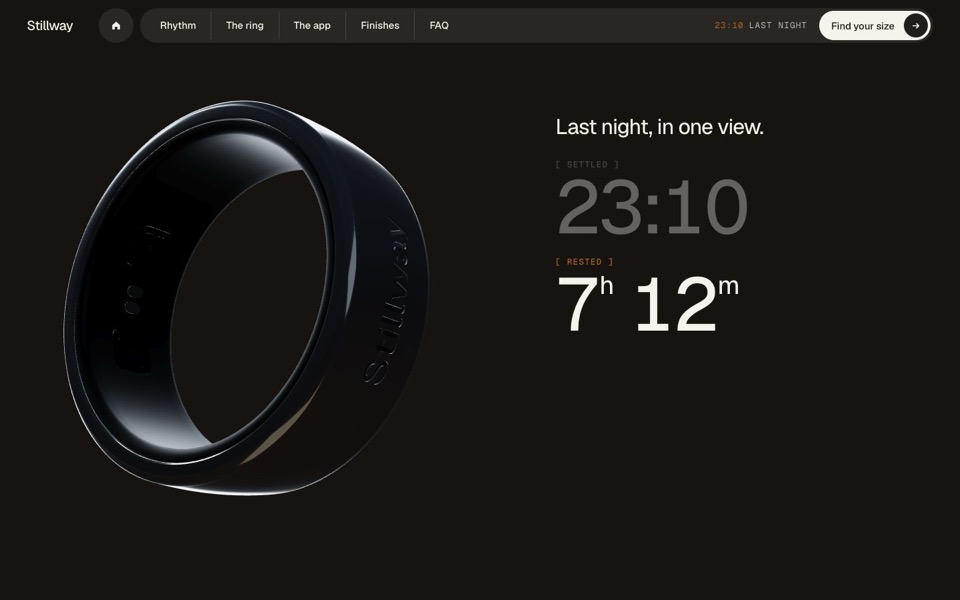 Stillway
Rhythm
The ring
The app
Finishes
FAQ
23:10 LAST NIGHT
Find your size
Last night, in one view.
[ SETTLED ]
23:10
[ RESTED ]
7h 12m
Stillway